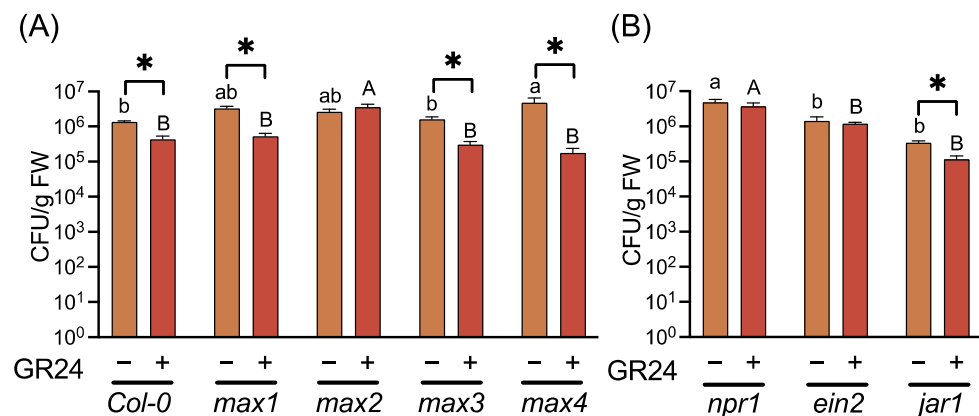 (A)
(B)
* * * *
*
b B ab B ab A b B a B
a A b B b B
CFU/g FW
10⁷
10⁶
10⁵
10⁴
10³
10²
10¹
10⁰
CFU/g FW
10⁷
10⁶
10⁵
10⁴
10³
10²
10¹
10⁰
GR24 − + − + − + − + − +
Col-0 max1 max2 max3 max4
GR24 − + − + − +
npr1 ein2 jar1